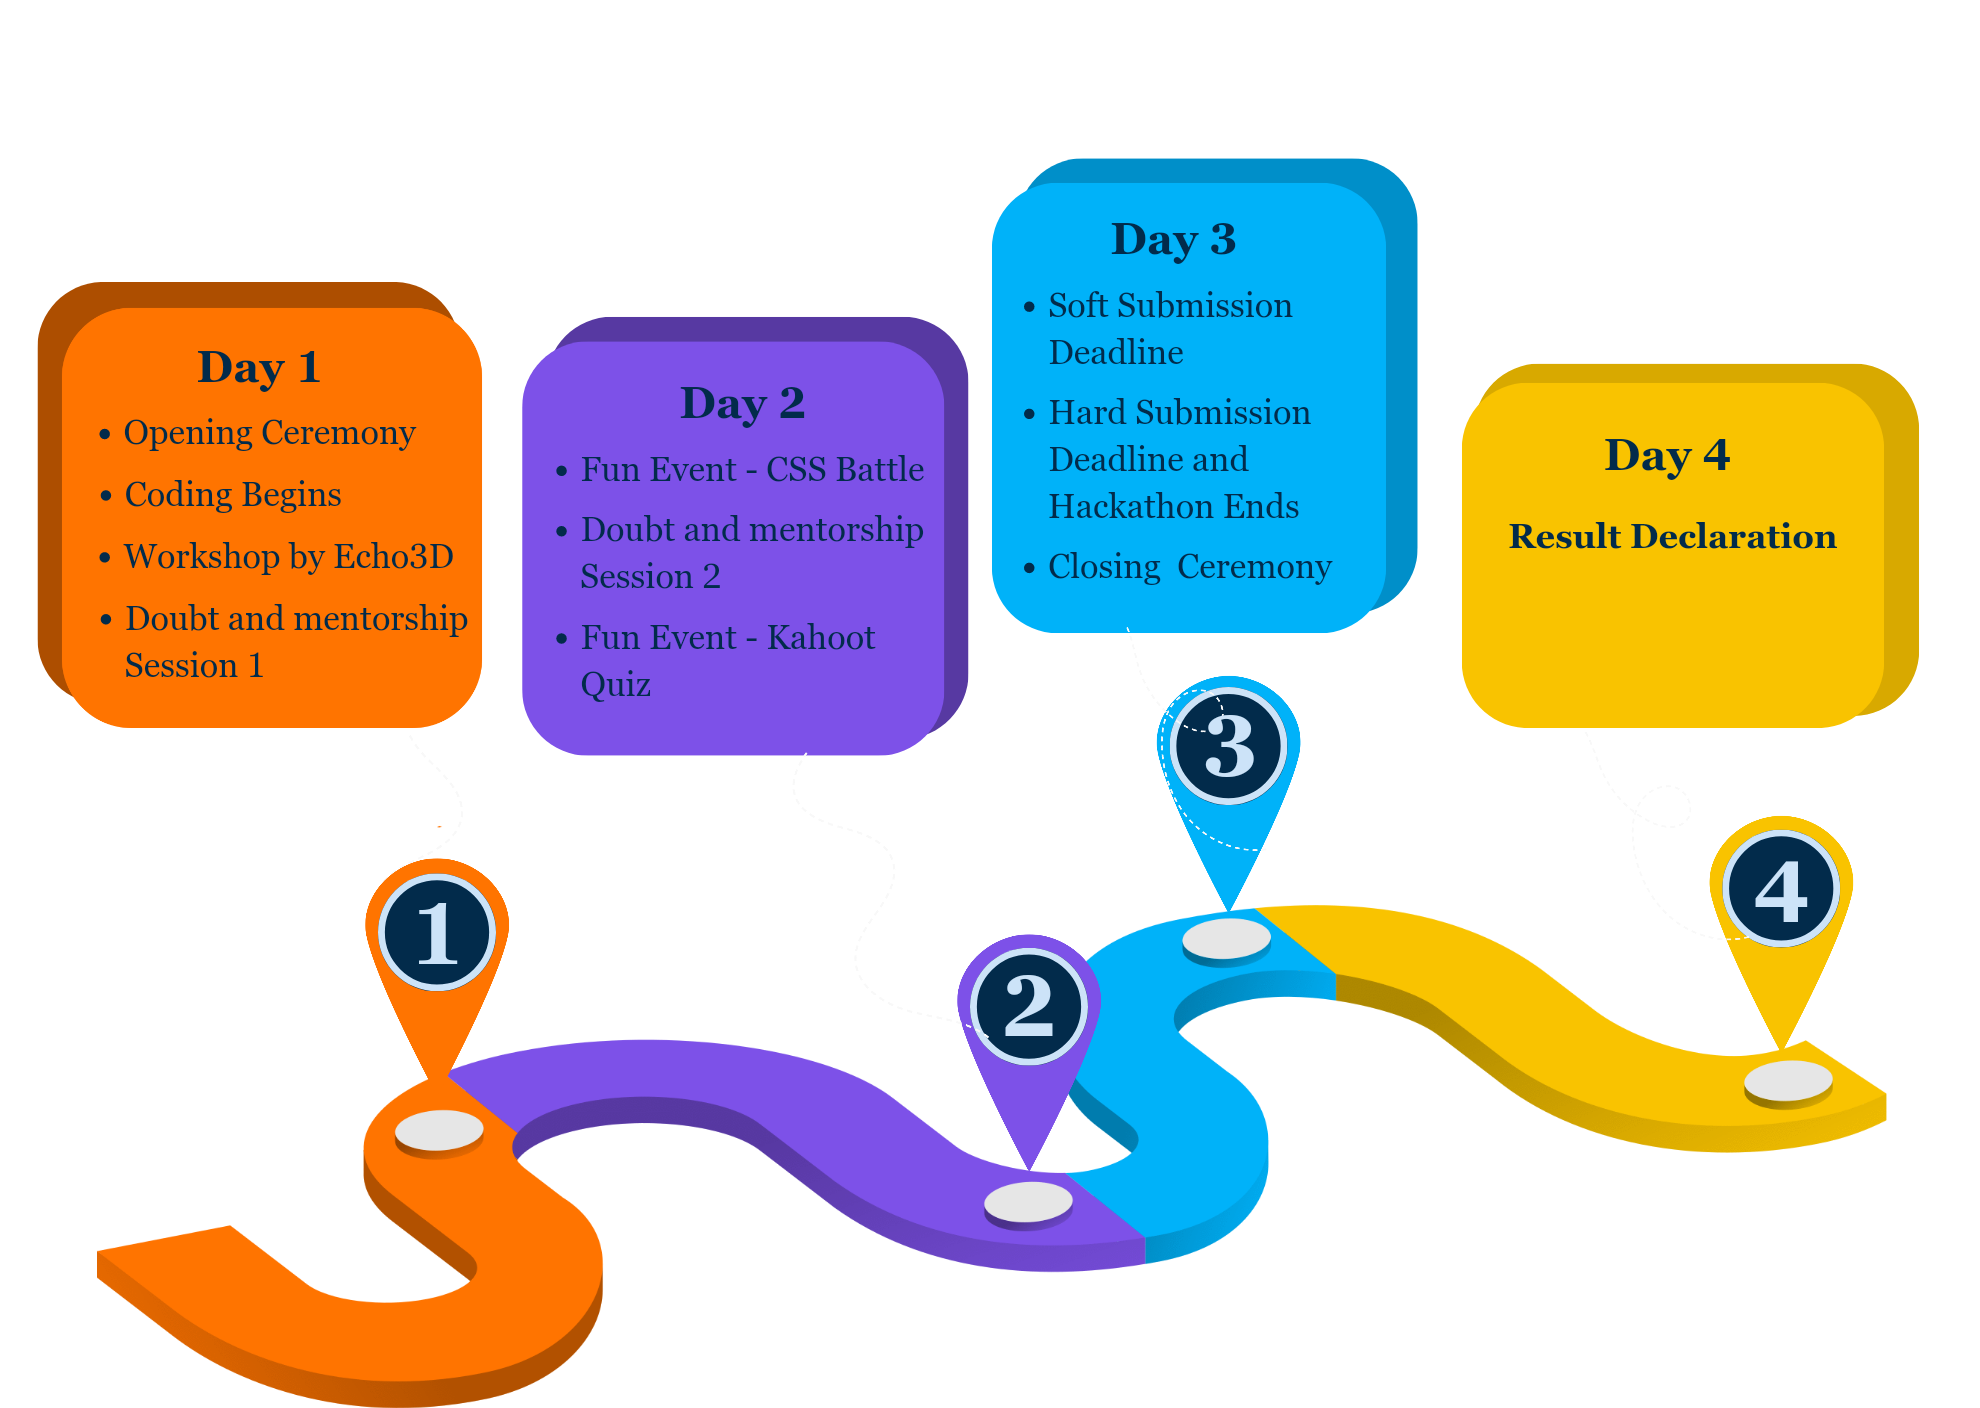 Day 1
• Opening Ceremony
• Coding Begins
• Workshop by Echo3D
• Doubt and mentorship
Session 1
Day 2
• Fun Event - CSS Battle
• Doubt and mentorship
Session 2
• Fun Event - Kahoot
Quiz
Day 3
• Soft Submission
Deadline
• Hard Submission
Deadline and
Hackathon Ends
• Closing  Ceremony
Day 4
Result Declaration
1
2
3
4